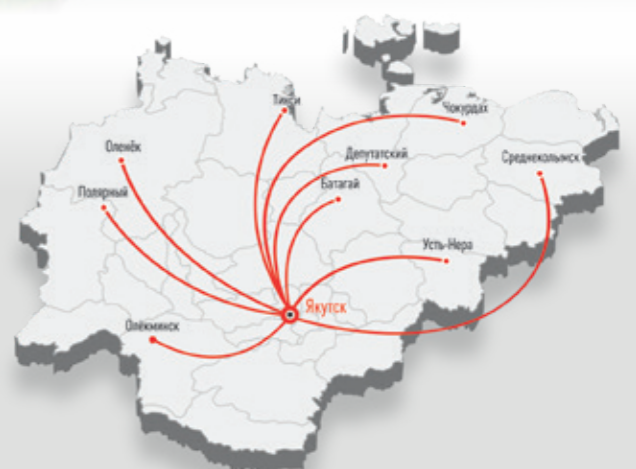 Тикси
Чокурдах
Оленёк
Депутатский
Среднеколымск
Полярный
Батагай
Усть-Нера
Якутск
Олёкминск